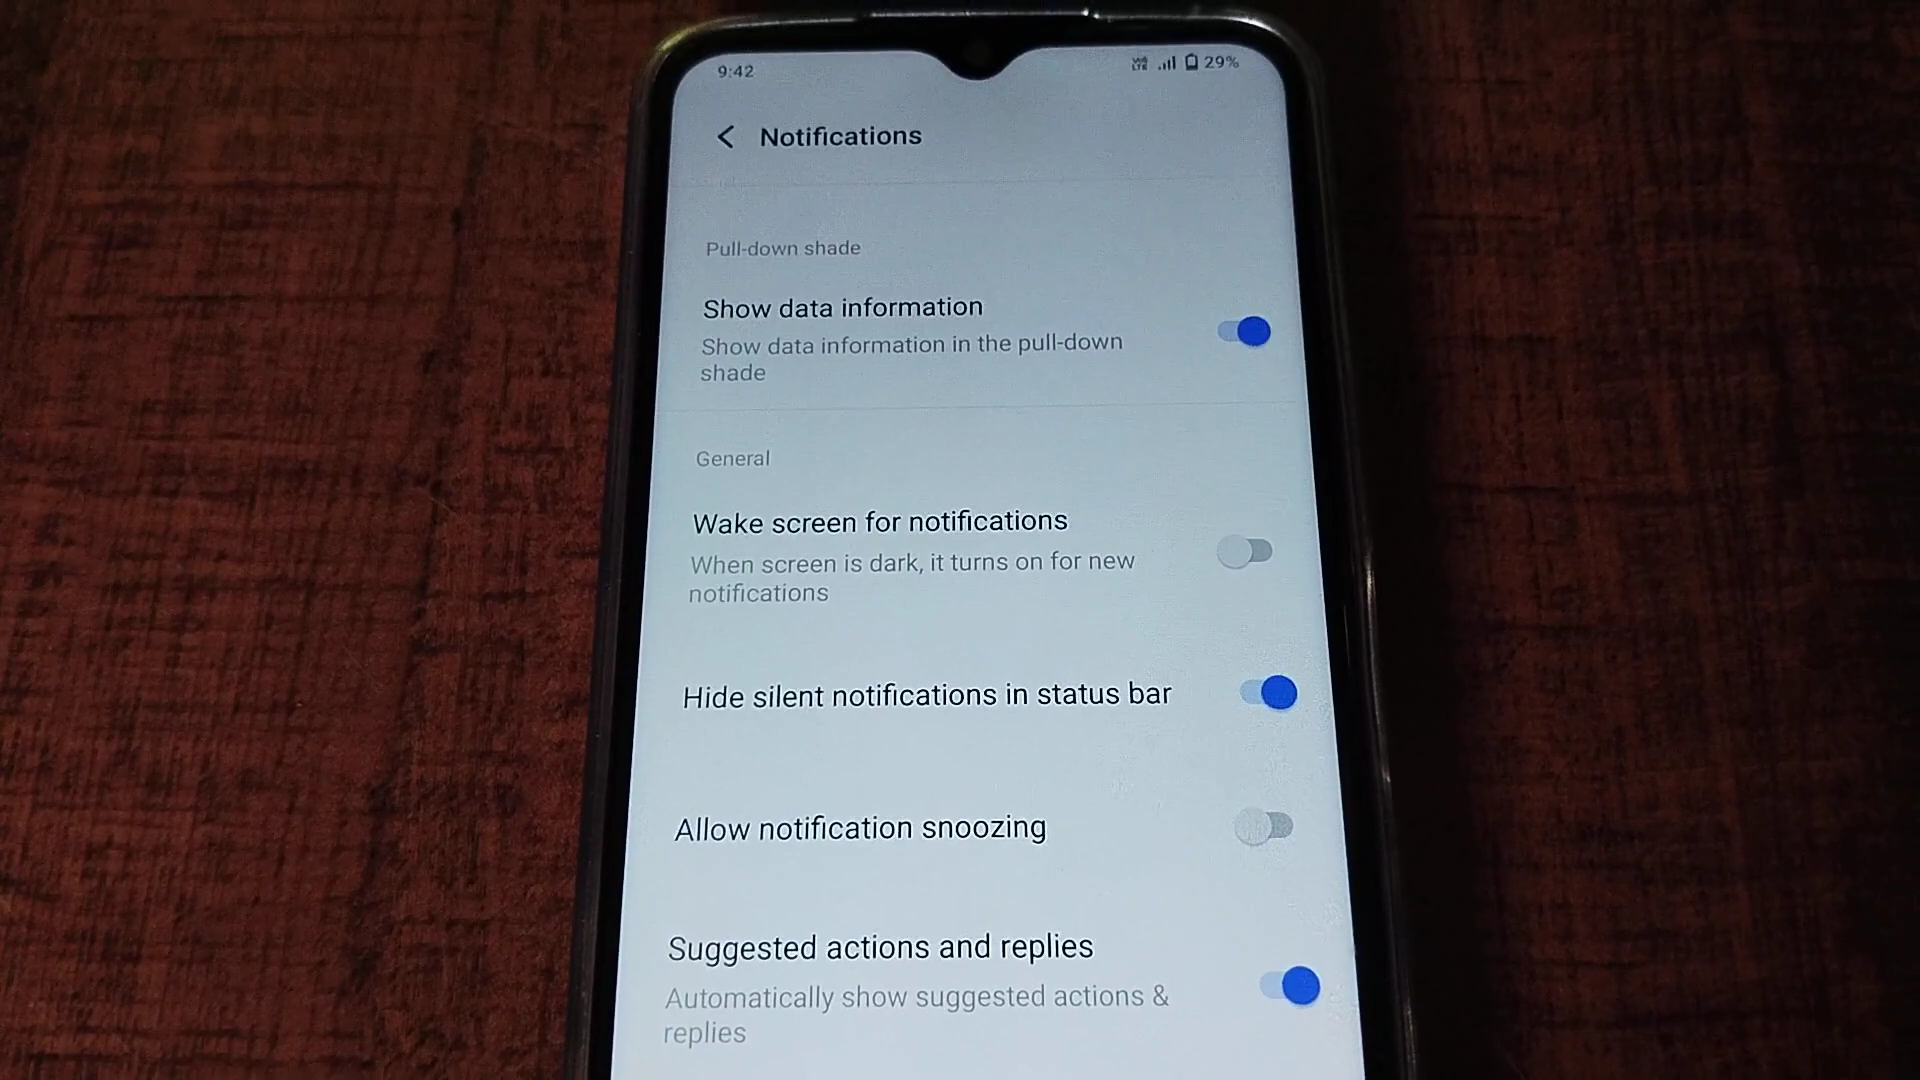 9:42
29%
Notifications
Pull-down shade
Show data information
Show data information in the pull-down
shade
General
Wake screen for notifications
When screen is dark, it turns on for new
notifications
Hide silent notifications in status bar
Allow notification snoozing
Suggested actions and replies
Automatically show suggested actions &
replies